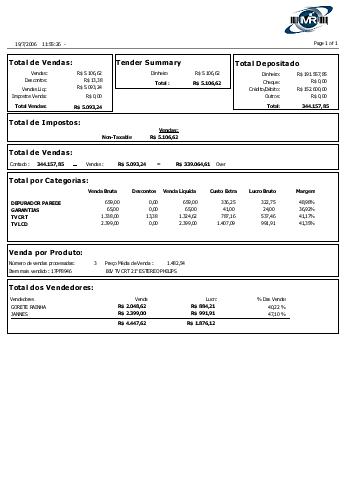 MR
19/7/2006 11:55:26 -
Page 1 of 1
Total de Vendas:
Vendas: R$ 5.106,62
Descontos: R$ 13,38
Vendas Liq: R$ 5.093,24
Impostos Venda: R$ 0,00
Total Vendas: R$ 5.093,24
Tender Summary
Dinheiro R$ 5.106,62
Total : R$ 5.106,62
Total Depositado
Dinheiro: R$ 191.557,85
Cheque: R$ 0,00
Crédito/Débito: R$ 152.600,00
Outros: R$ 0,00
Total: 344.157,85
Total de Impostos:
Vendas:
Non-Taxable R$ 5.106,62
Total de Vendas:
Contado : 344.157,85 - Vendas: R$ 5.093,24 = R$ 339.064,61 Over
Total por Categorias:
Venda Bruta Descontos Venda Liquida Custo Extra Lucro Bruto Margem
DEPURADOR PAREDE 659,00 0,00 659,00 336,25 322,75 48,98%
GARANTIAS 65,00 0,00 65,00 41,00 24,00 36,92%
TV CRT 1.338,00 13,38 1.324,62 787,16 537,46 41,17%
TV LCD 2.399,00 0,00 2.399,00 1.407,09 991,91 41,35%
Venda por Produto:
Número de vendas processadas: 3 Preço Média de Venda : 1.482,54
Item mais vendido : 17PF8946 BLV TV CRT 21" ESTEREO PHILIPS
Total dos Vendedores:
Vendedores Venda Lucro: % Das Vendas
GORETE RAINHA R$ 2.048,62 R$ 884,21 40,22 %
JANNES R$ 2.399,00 R$ 991,91 47,10 %
R$ 4.447,62 R$ 1.876,12